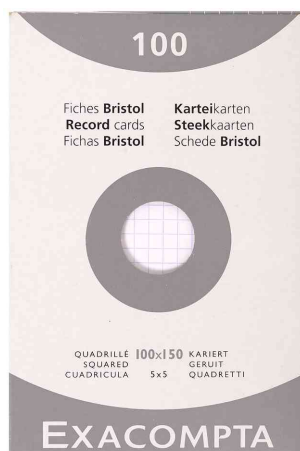 100
Fiches Bristol Karteikarten
Record cards Steekkaarten
Fichas Bristol Schede Bristol
QUADRILLÉ 100x150 KARIERT
SQUARED GERUIT
CUADRICULA 5x5 QUADRETTI
EXACOMPTA